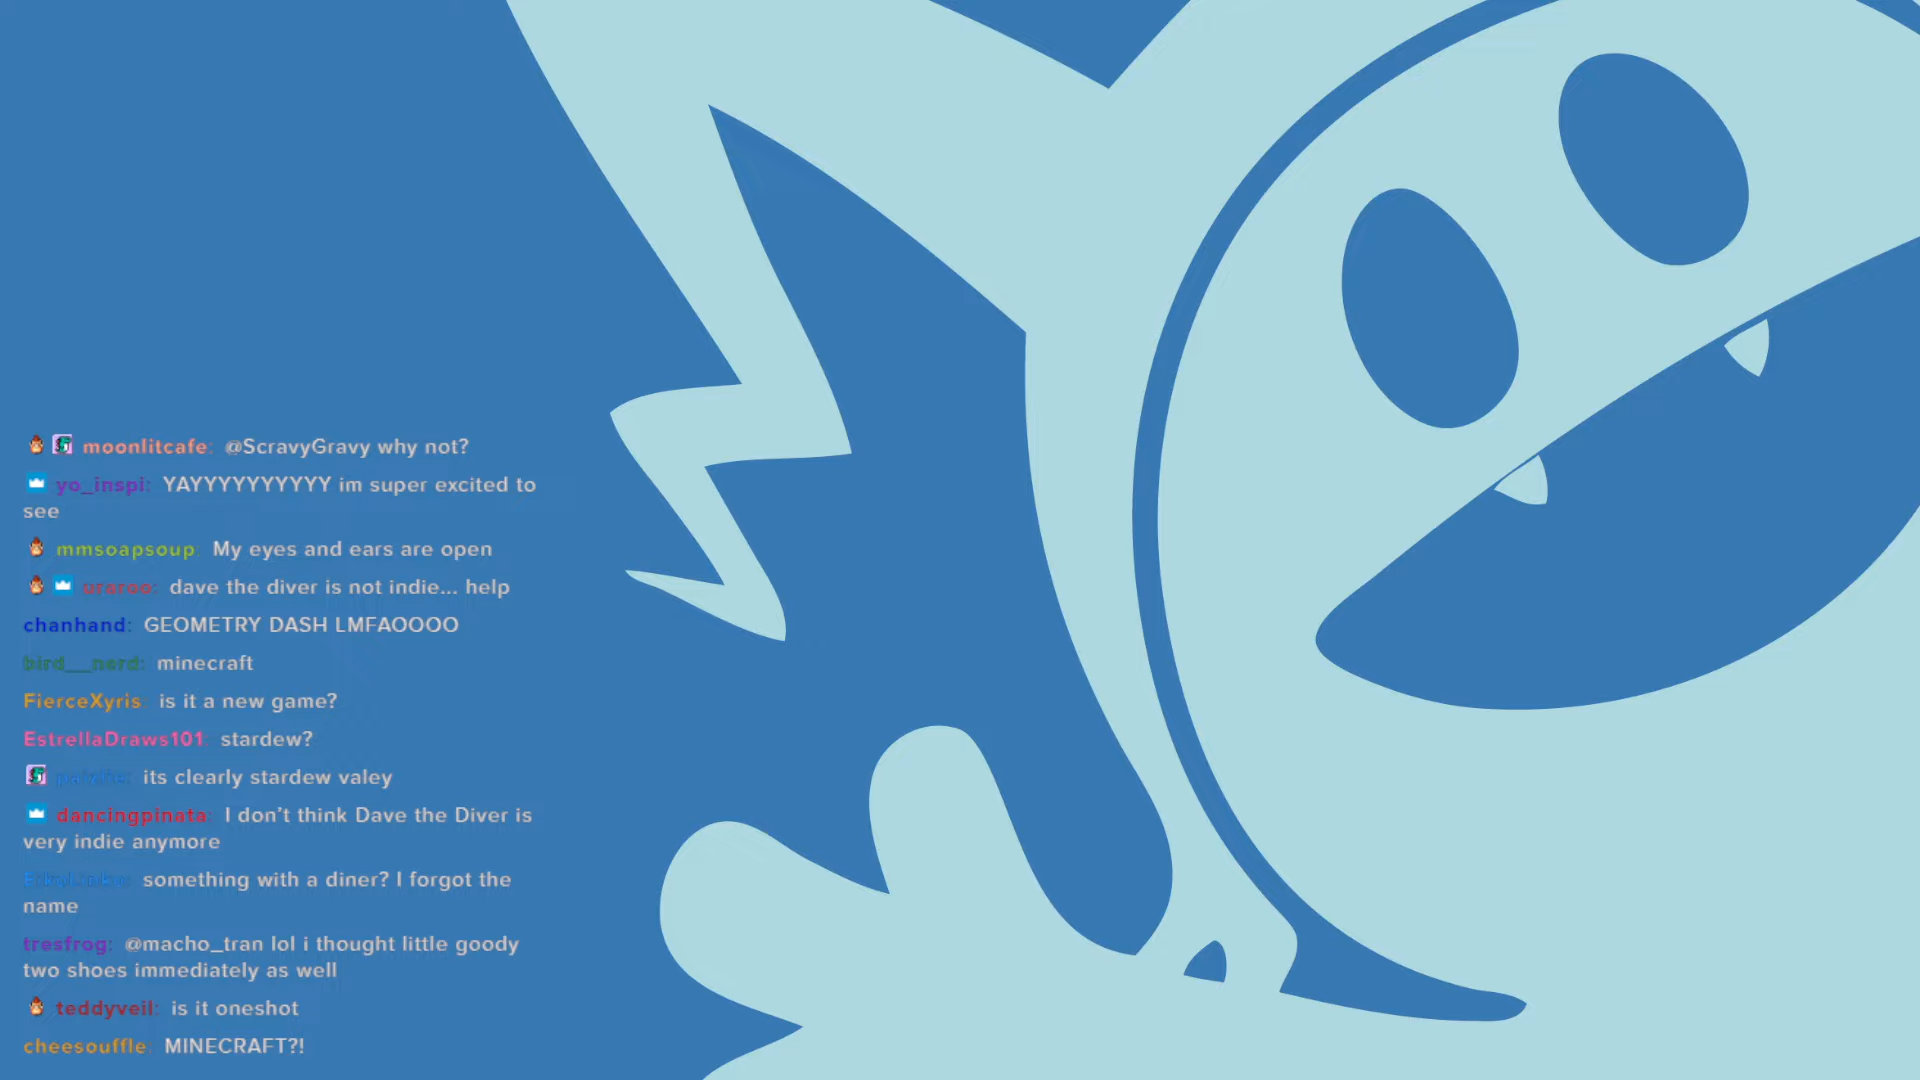 moonlitcafe: @ScravyGravy why not?
yo_inspi: YAYYYYYYYYYY im super excited to
see
mmsoapsoup: My eyes and ears are open
dave the diver is not indie... help
chanhand: GEOMETRY DASH LMFAOOOO
bird__nerd: minecraft
FierceXyris: is it a new game?
EstrellaDraws101: stardew?
its clearly stardew valey
dancingpinata: I don't think Dave the Diver is
very indie anymore
something with a diner? I forgot the
name
tresfrog: @macho_tran lol i thought little goody
two shoes immediately as well
teddyveil: is it oneshot
cheesouffle: MINECRAFT?!